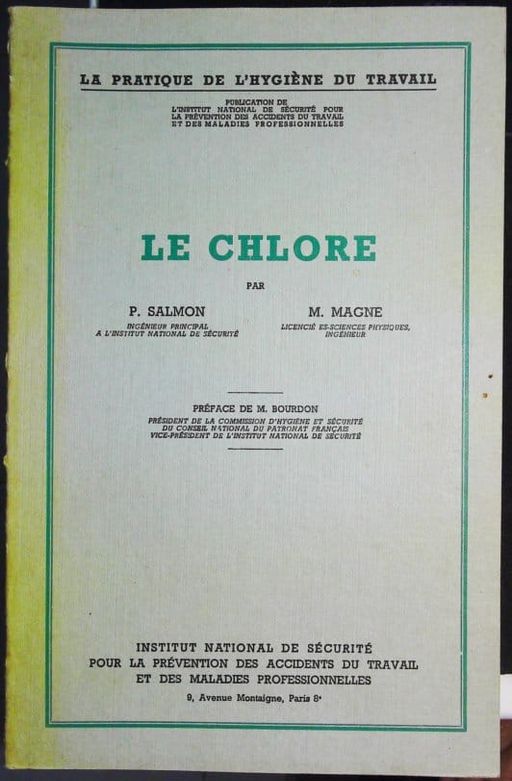 LA PRATIQUE DE L'HYGIÈNE DU TRAVAIL
PUBLICATION DE
L'INSTITUT NATIONAL DE SÉCURITÉ POUR
LA PRÉVENTION DES ACCIDENTS DU TRAVAIL
ET DES MALADIES PROFESSIONNELLES
LE CHLORE
PAR
P. SALMON
INGÉNIEUR PRINCIPAL
A L'INSTITUT NATIONAL DE SÉCURITÉ
M. MAGNE
LICENCIÉ ES-SCIENCES PHYSIQUES,
INGÉNIEUR
PRÉFACE DE M. BOURDON
PRÉSIDENT DE LA COMMISSION D'HYGIÈNE ET SÉCURITÉ
DU CONSEIL NATIONAL DU PATRONAT FRANÇAIS
VICE-PRÉSIDENT DE L'INSTITUT NATIONAL DE SÉCURITÉ
INSTITUT NATIONAL DE SÉCURITÉ
POUR LA PRÉVENTION DES ACCIDENTS DU TRAVAIL
ET DES MALADIES PROFESSIONNELLES
9, Avenue Montaigne, Paris 8e